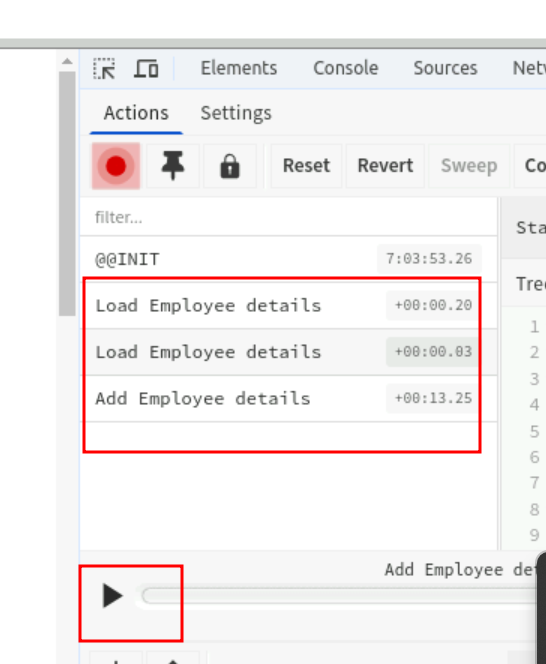 Elements Console Sources
Actions Settings
Reset Revert Sweep
filter...
@@INIT 7:03:53.26
Load Employee details +00:00.20
Load Employee details +00:00.03
Add Employee details +00:13.25
1
2
3
4
5
6
7
8
9
Add Employee